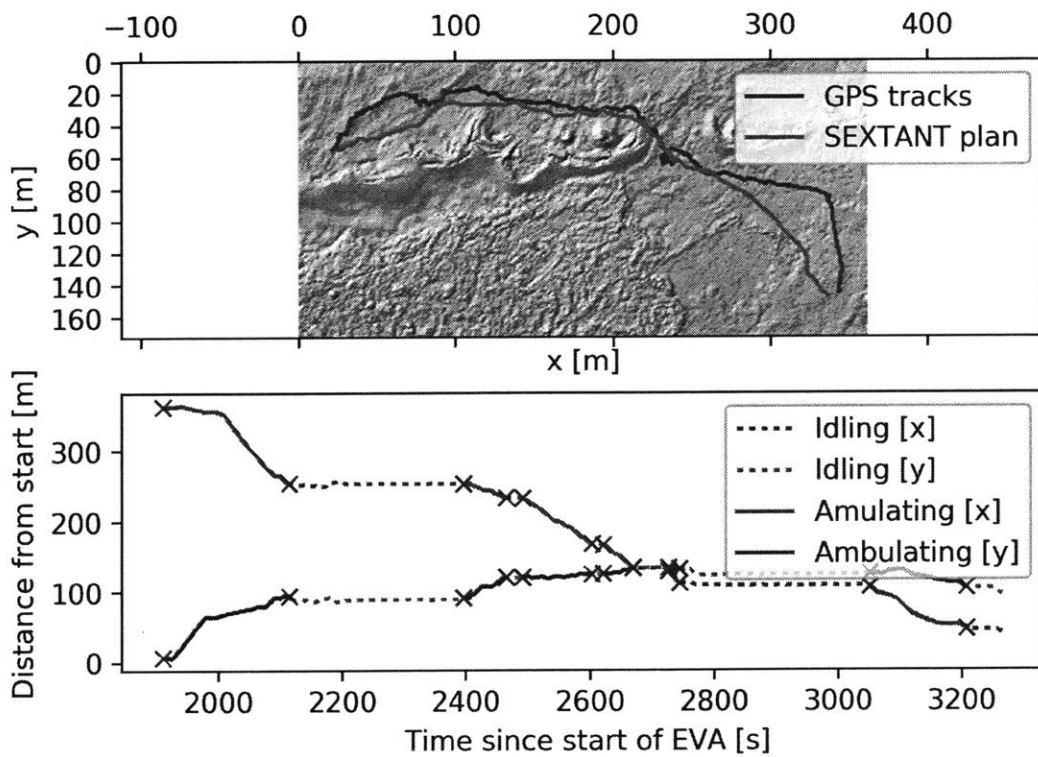 −100 0 100 200 300 400
0
20
40
60
80
100
120
140
160
y [m]
GPS tracks
SEXTANT plan
x [m]
Distance from start [m]
300
200
100
0
Idling [x]
Idling [y]
Amulating [x]
Ambulating [y]
2000 2200 2400 2600 2800 3000 3200
Time since start of EVA [s]